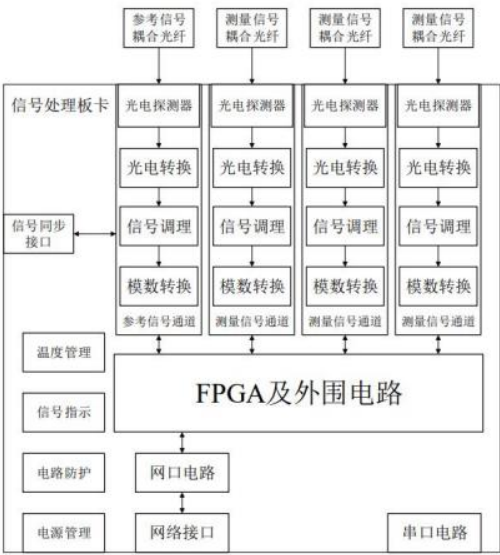 参考信号
耦合光纤
测量信号
耦合光纤
测量信号
耦合光纤
测量信号
耦合光纤
信号处理板卡
光电探测器
光电探测器
光电探测器
光电探测器
光电转换
光电转换
光电转换
光电转换
信号同步
接口
信号调理
信号调理
信号调理
信号调理
模数转换
模数转换
模数转换
模数转换
参考信号通道
测量信号通道
测量信号通道
测量信号通道
温度管理
FPGA及外围电路
信号指示
电路防护
网口电路
电源管理
网络接口
串口电路